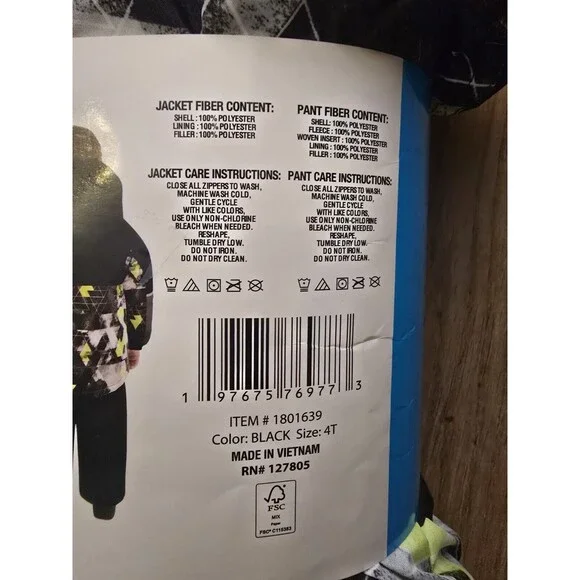 JACKET FIBER CONTENT:
SHELL : 100% POLYESTER
LINING : 100% POLYESTER
FILLER : 100% POLYESTER
JACKET CARE INSTRUCTIONS:
CLOSE ALL ZIPPERS TO WASH,
MACHINE WASH COLD,
GENTLE CYCLE
WITH LIKE COLORS,
USE ONLY NON-CHLORINE
BLEACH WHEN NEEDED.
RESHAPE,
TUMBLE DRY LOW.
DO NOT IRON.
DO NOT DRY CLEAN.
PANT FIBER CONTENT:
SHELL: 100% POLYESTER
FLEECE : 100% POLYESTER
WOVEN INSERT : 100% POLYESTER
LINING : 100% POLYESTER
FILLER : 100% POLYESTER
PANT CARE INSTRUCTIONS:
CLOSE ALL ZIPPERS TO WASH,
MACHINE WASH COLD,
GENTLE CYCLE
WITH LIKE COLORS,
USE ONLY NON-CHLORINE
BLEACH WHEN NEEDED.
RESHAPE,
TUMBLE DRY LOW.
DO NOT IRON.
DO NOT DRY CLEAN.
1 97675 76977 3
ITEM # 1801639
Color: BLACK Size: 4T
MADE IN VIETNAM
RN# 127805
FSC
MIX
Paper
FSC® C115383